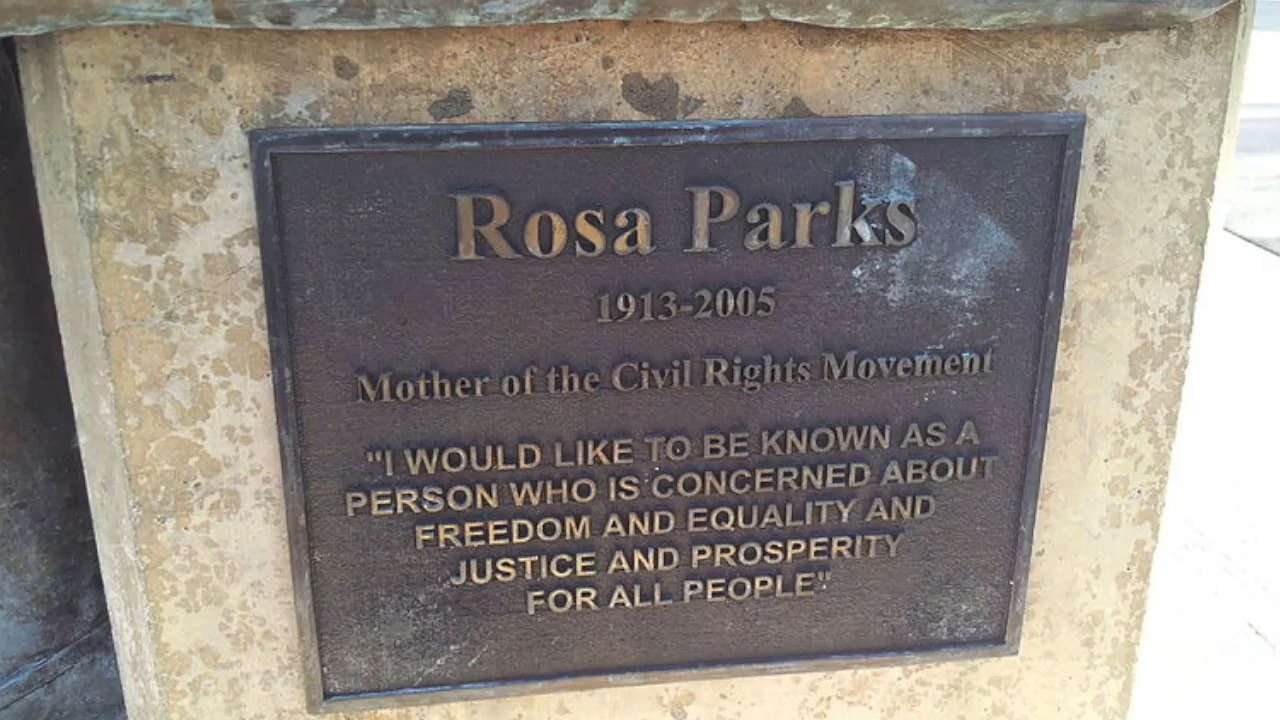 Rosa Parks
1913-2005
Mother of the Civil Rights Movement
"I WOULD LIKE TO BE KNOWN AS A
PERSON WHO IS CONCERNED ABOUT
FREEDOM AND EQUALITY AND
JUSTICE AND PROSPERITY
FOR ALL PEOPLE"